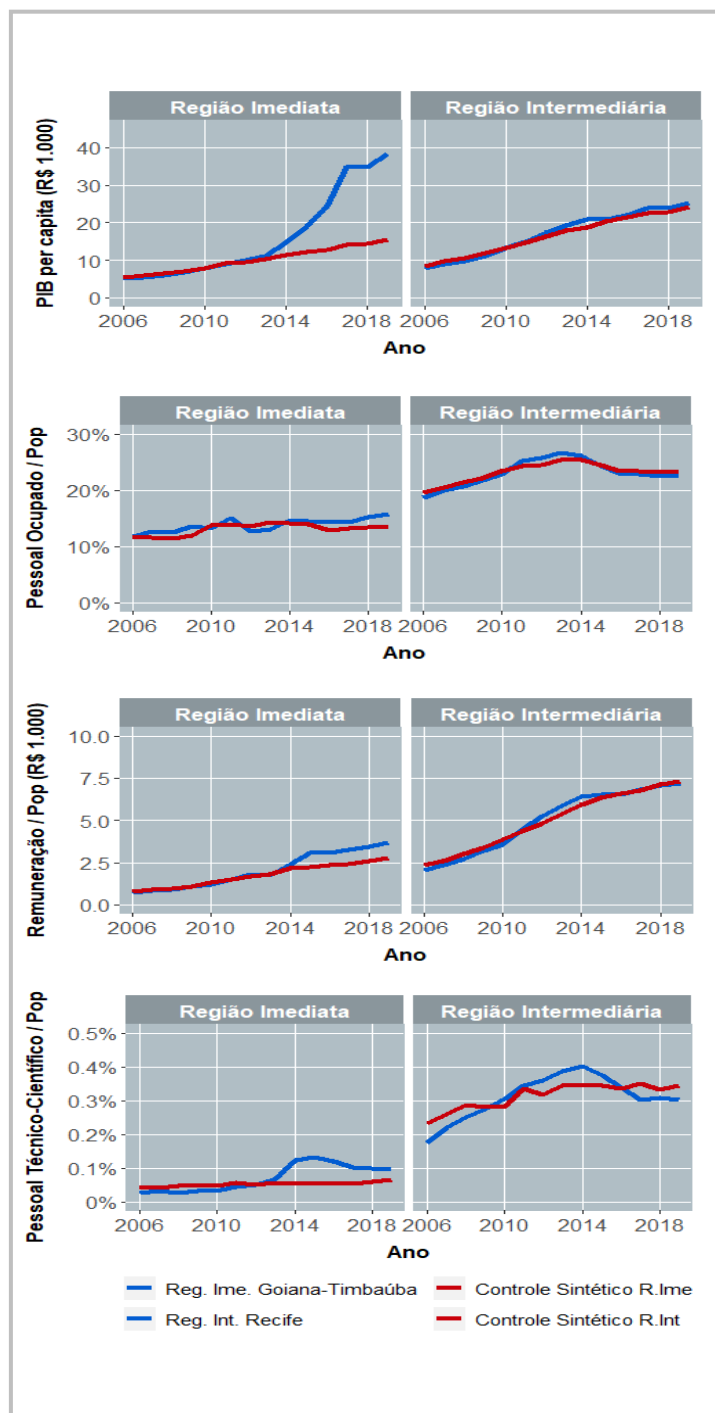 Região Imediata
Região Intermediária
PIB per capita (R$ 1.000)
40
30
20
10
0
2006 2010 2014 2018 2006 2010 2014 2018
Ano
Região Imediata
Região Intermediária
Pessoal Ocupado / Pop
30%
20%
10%
0%
2006 2010 2014 2018 2006 2010 2014 2018
Ano
Região Imediata
Região Intermediária
Remuneração / Pop (R$ 1.000)
10.0
7.5
5.0
2.5
0.0
2006 2010 2014 2018 2006 2010 2014 2018
Ano
Região Imediata
Região Intermediária
Pessoal Técnico-Científico / Pop
0.5%
0.4%
0.3%
0.2%
0.1%
0%
2006 2010 2014 2018 2006 2010 2014 2018
Ano
Reg. Ime. Goiana-Timbaúba
Controle Sintético R.Ime
Reg. Int. Recife
Controle Sintético R.Int